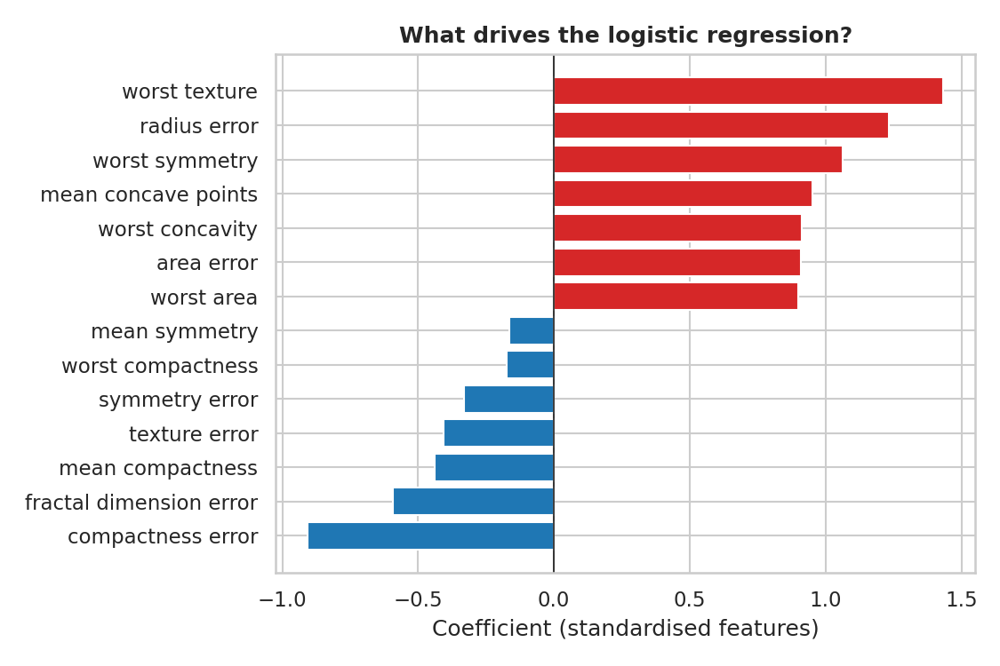 What drives the logistic regression?
worst texture
radius error
worst symmetry
mean concave points
worst concavity
area error
worst area
mean symmetry
worst compactness
symmetry error
texture error
mean compactness
fractal dimension error
compactness error
−1.0 −0.5 0.0 0.5 1.0 1.5
Coefficient (standardised features)